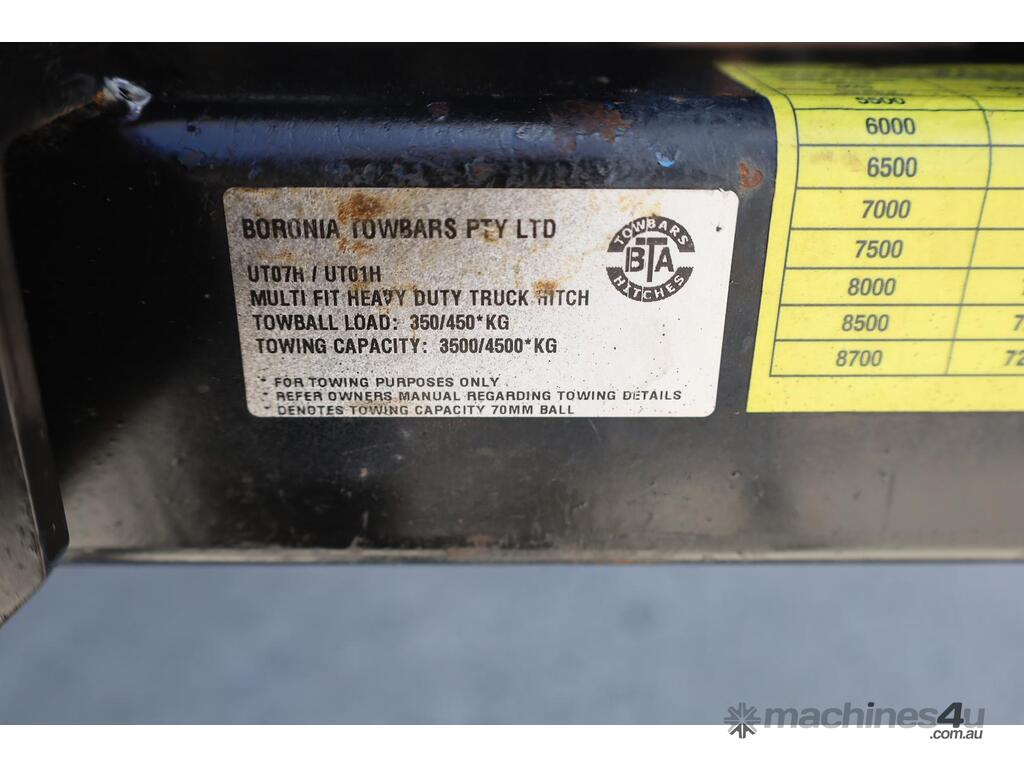 BORONIA TOWBARS PTY LTD
UT07H / UT01H
MULTI FIT HEAVY DUTY TRUCK HITCH
TOWBALL LOAD: 350/450*KG
TOWING CAPACITY: 3500/4500*KG
* FOR TOWING PURPOSES ONLY
* REFER OWNERS MANUAL REGARDING TOWING DETAILS
* DENOTES TOWING CAPACITY 70MM BALL
TOWBARS
BTA
HITCHES
5500
6000
6500
7000
7500
8000
8500
8700
machines4u
.com.au